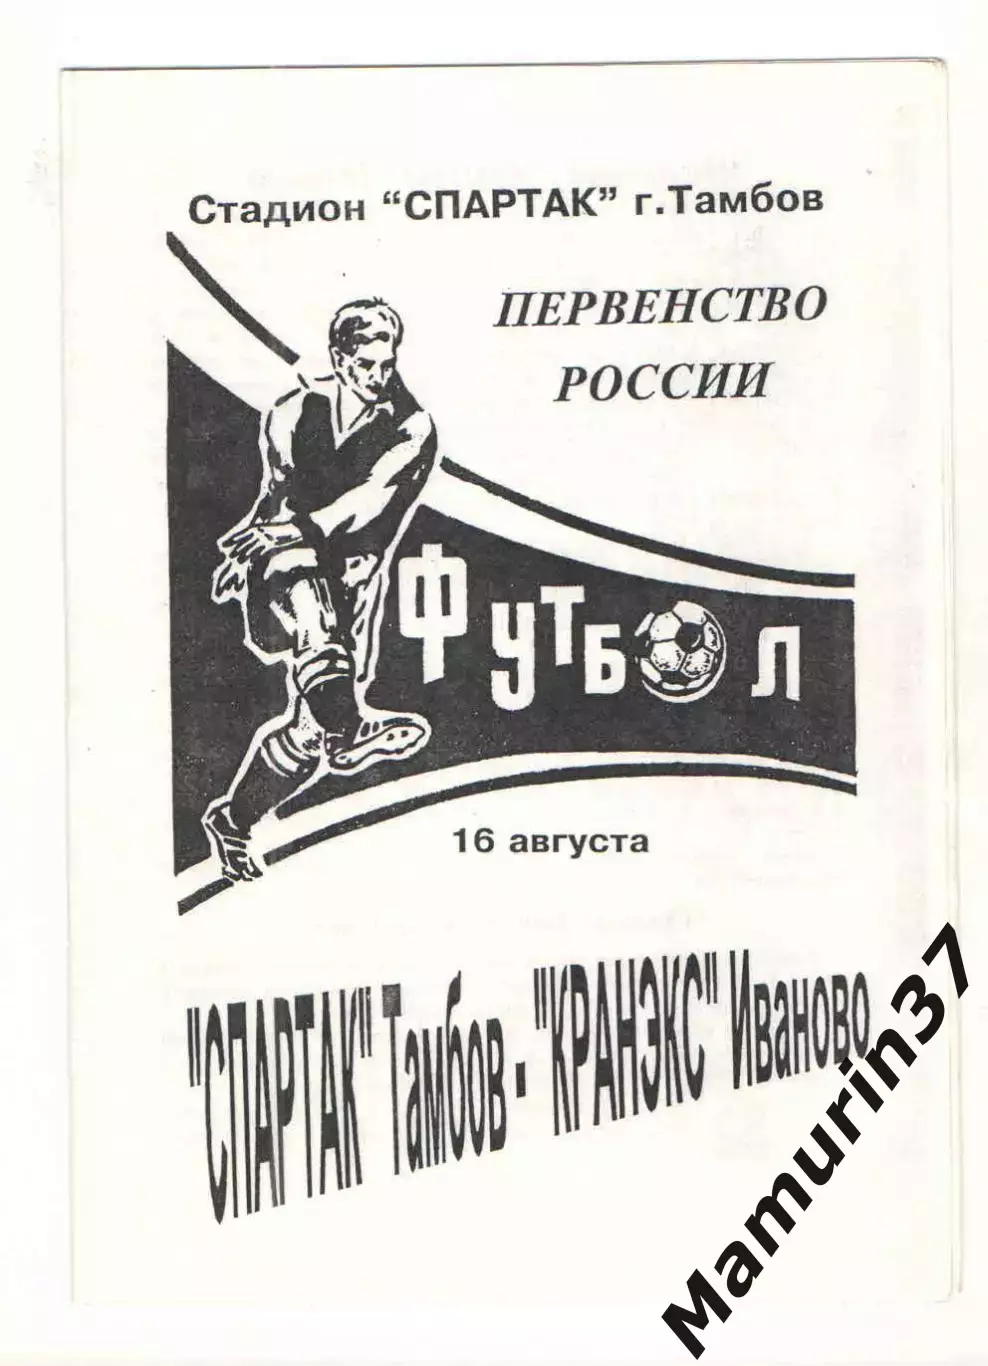 Стадион “СПАРТАК” г.Тамбов
ПЕРВЕНСТВО
РОССИИ
ФУТБОЛ
16 августа
"СПАРТАК" Тамбов - "КРАНЭКС" Иваново
Mamurin37